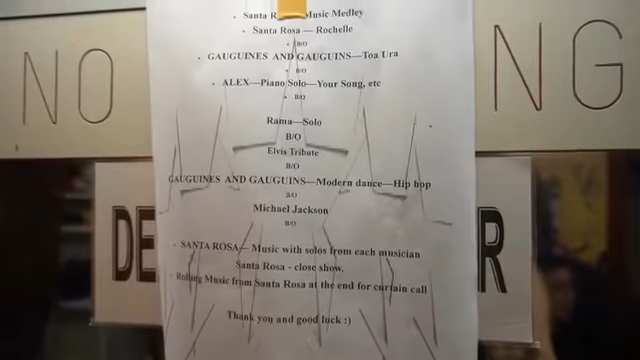 Santa Music Medley
Santa Rosa — Rochelle
B/O
GAUGUINES AND GAUGUINS—Toa Ura
B/O
ALEX—Piano Solo—Your Song, etc
B/O
Rama—Solo
B/O
Elvis Tribute
B/O
GAUGUINES AND GAUGUINS—Modern dance—Hip hop
B/O
Michael Jackson
B/O
SANTA ROSA— Music with solos from each musician
Santa Rosa - close show.
Rolling Music from Santa Rosa at the end for curtain call
Thank you and good luck :)
NO
NG
DE
R